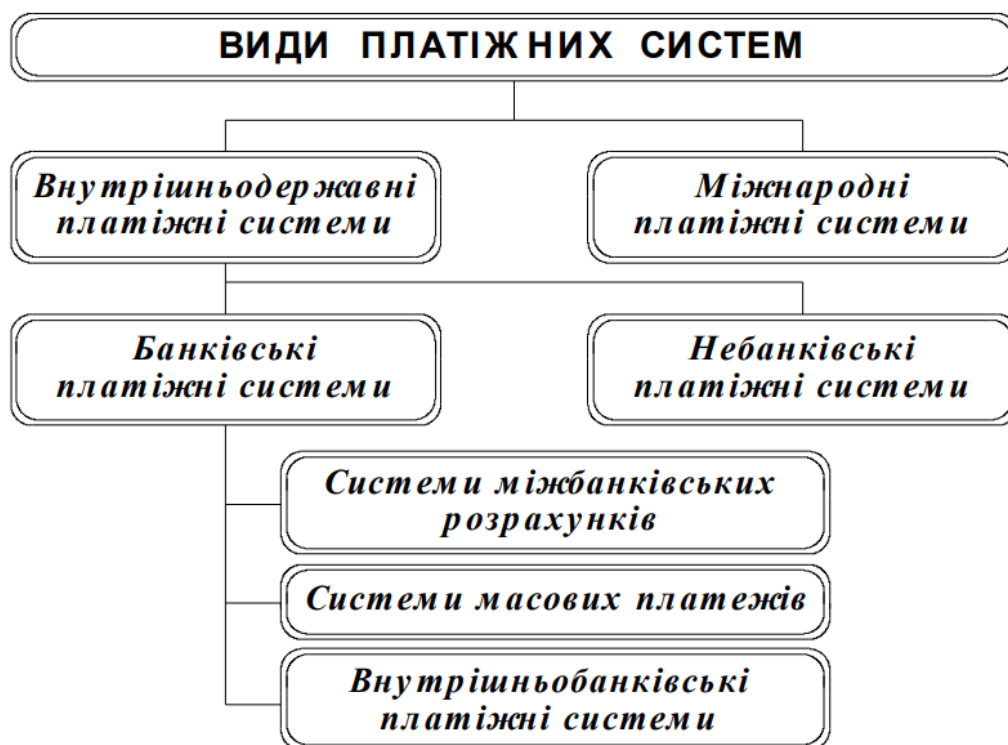 ВИДИ ПЛАТІЖНИХ СИСТЕМ
Внутрішньодержавні
платіжні системи
Міжнародні
платіжні системи
Банківські
платіжні системи
Небанківські
платіжні системи
Системи міжбанківських
розрахунків
Системи масових платежів
Внутрішньобанківські
платіжні системи